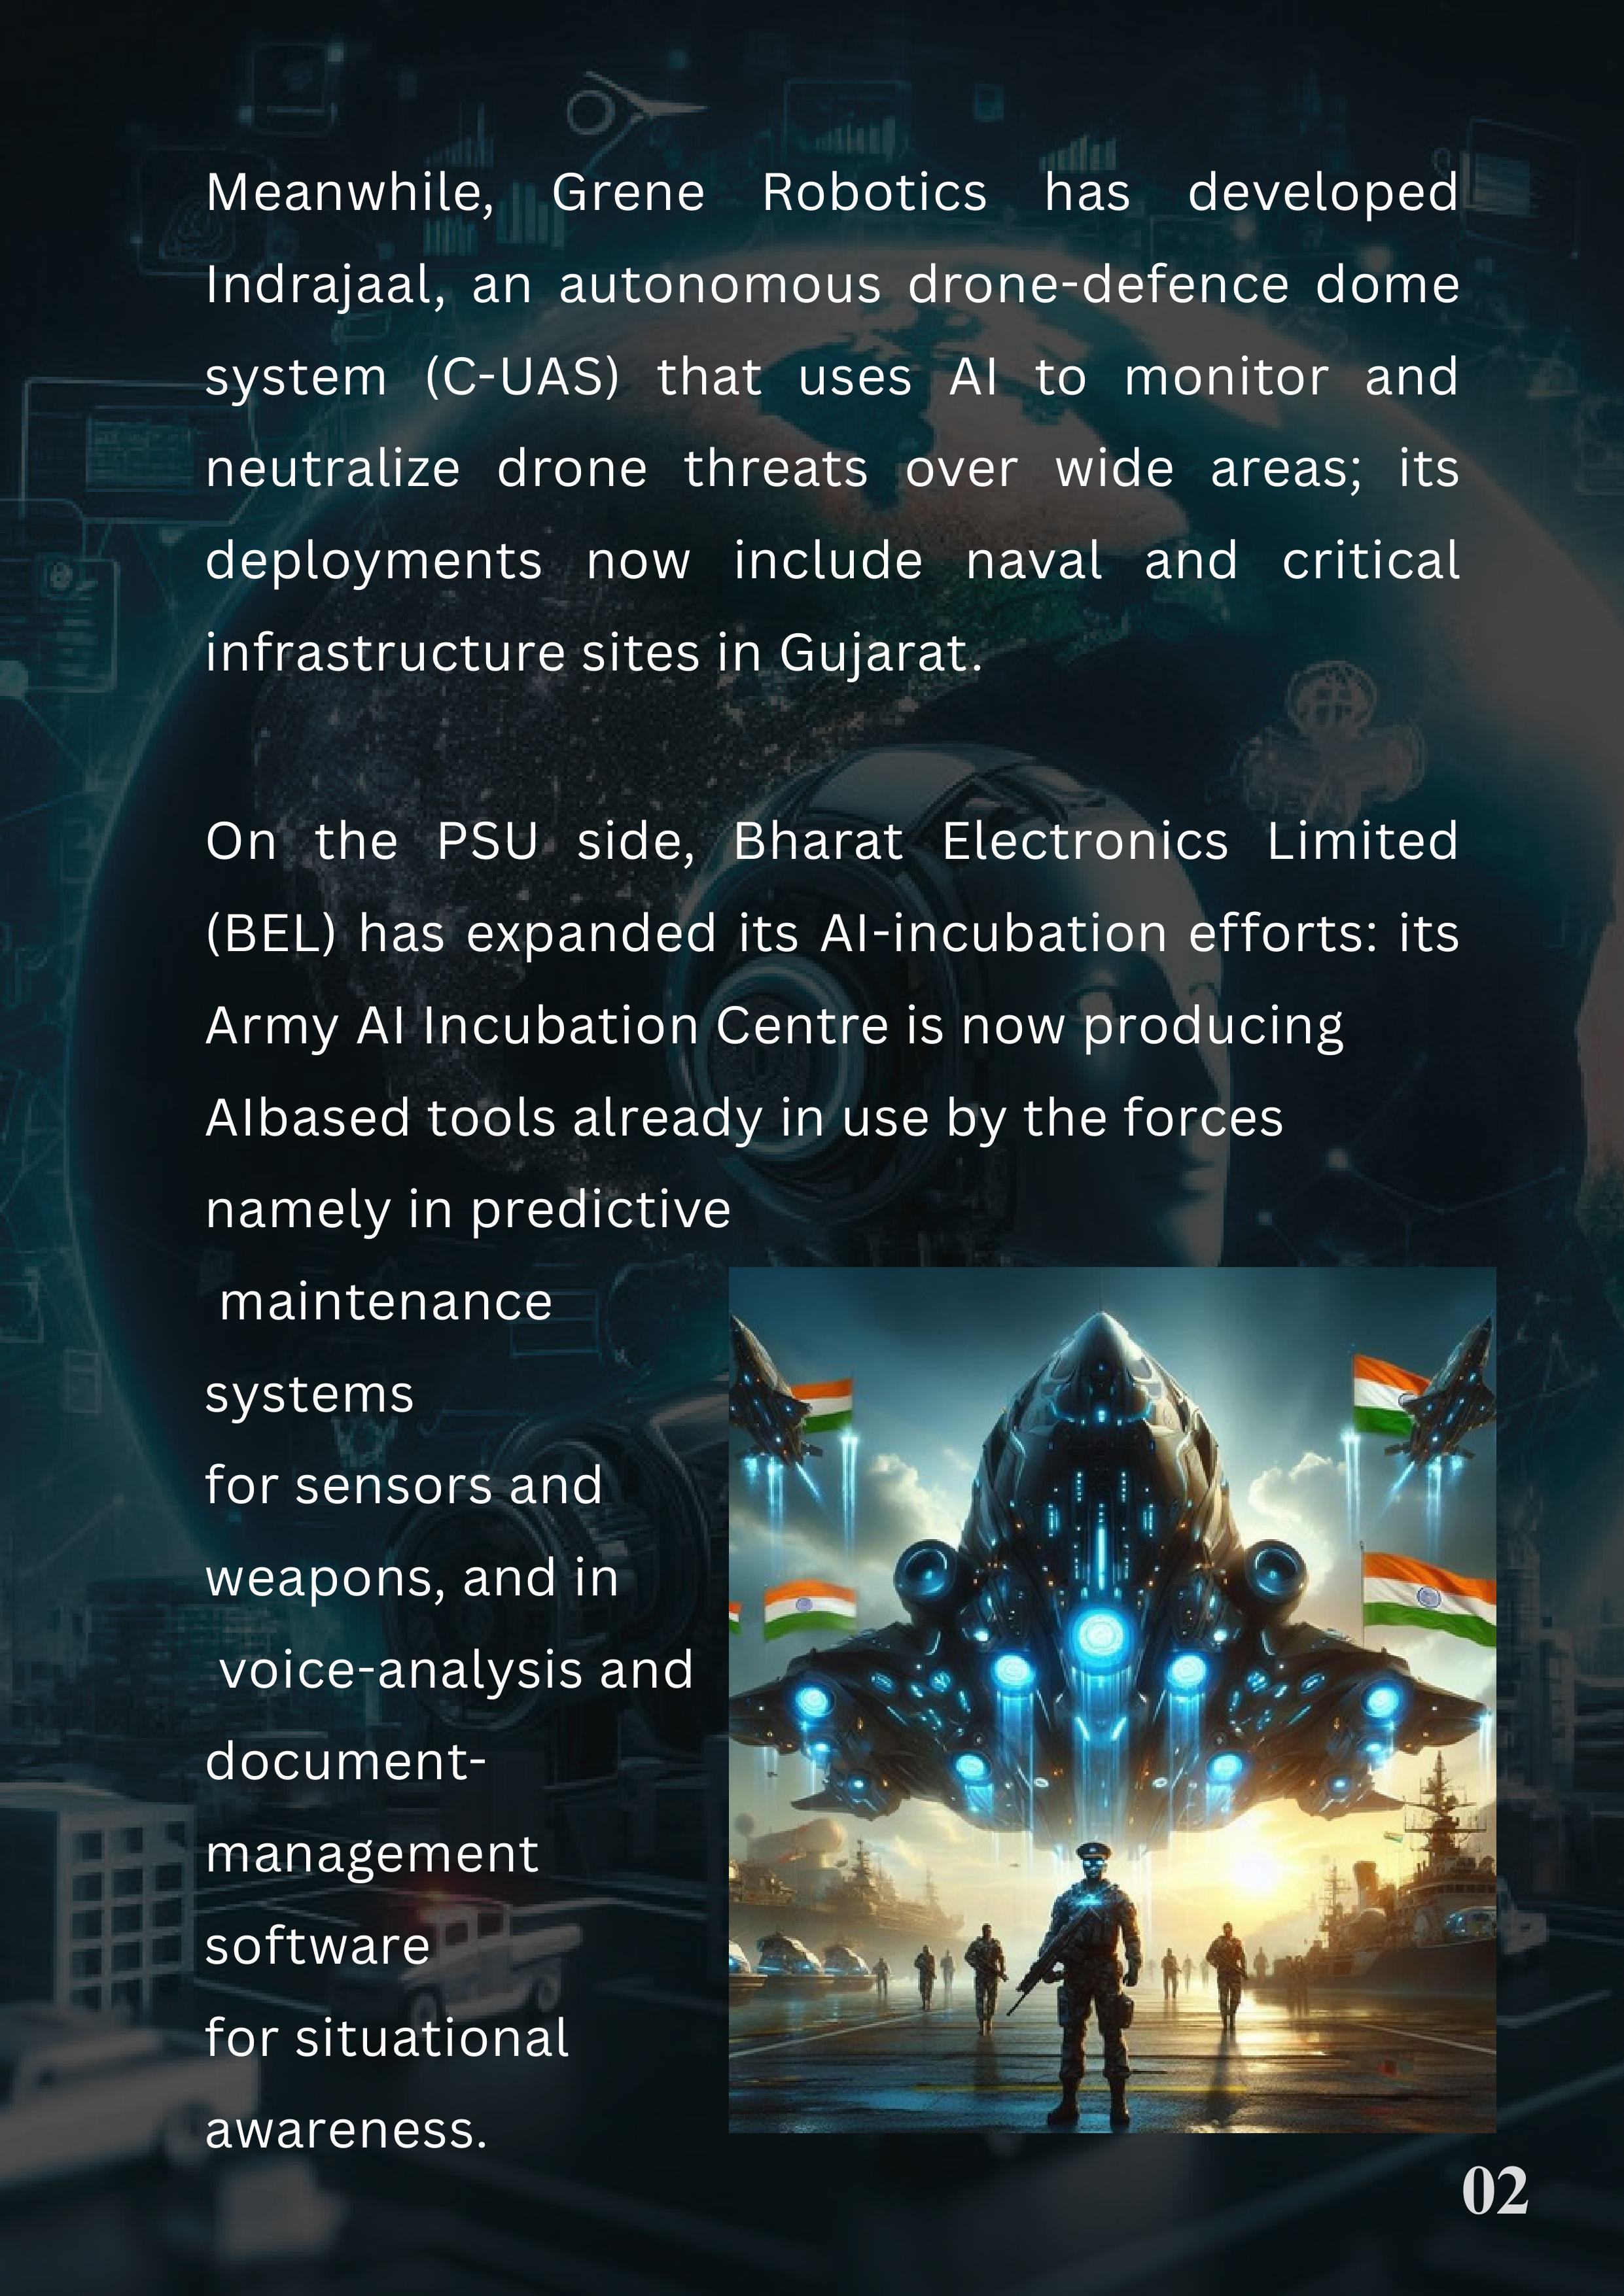 Meanwhile, Grene Robotics has developed
Indrajaal, an autonomous drone-defence dome
system (C-UAS) that uses AI to monitor and
neutralize drone threats over wide areas; its
deployments now include naval and critical
infrastructure sites in Gujarat.
On the PSU side, Bharat Electronics Limited
(BEL) has expanded its AI-incubation efforts: its
Army AI Incubation Centre is now producing
AIbased tools already in use by the forces
namely in predictive
maintenance
systems
for sensors and
weapons, and in
voice-analysis and
document-
management
software
for situational
awareness.
02